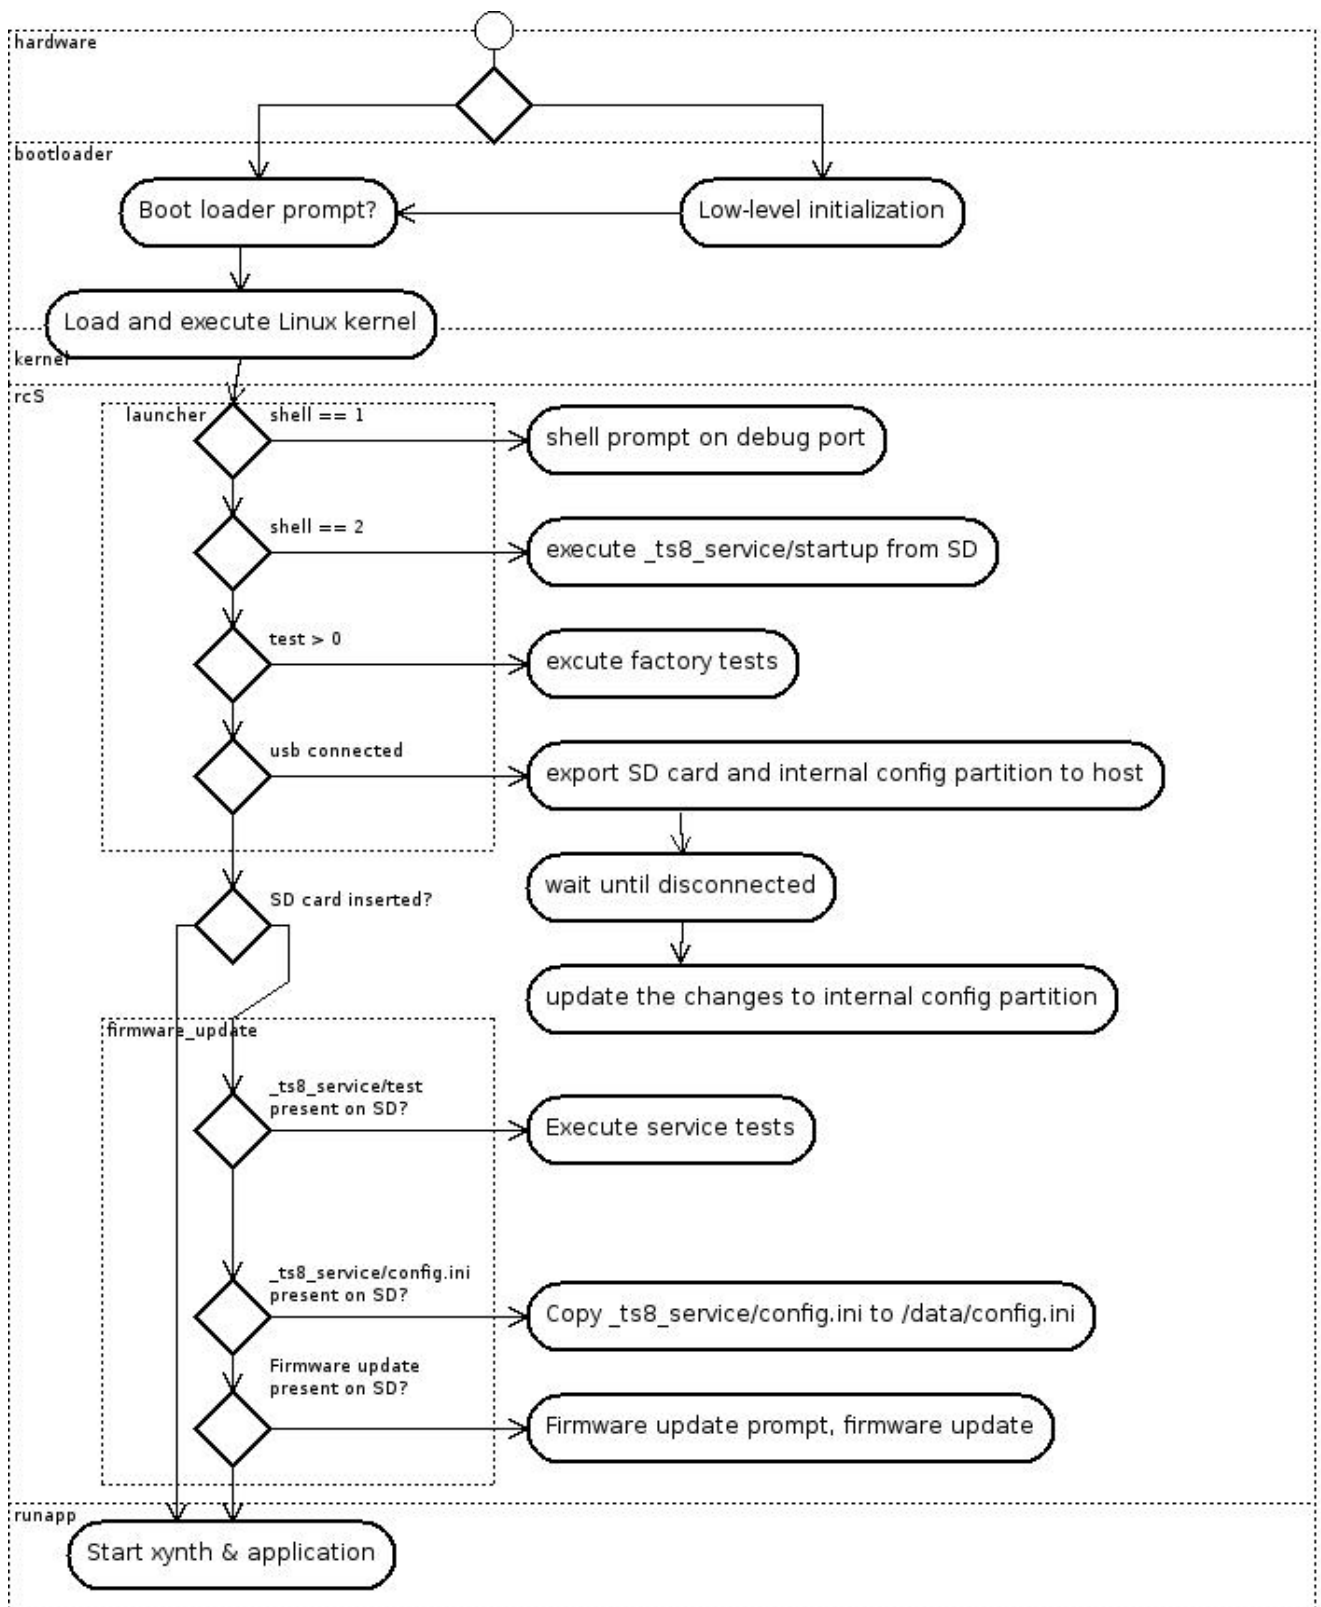 hardware
bootloader
Boot loader prompt?
Low-level initialization
Load and execute Linux kernel
kernel
rcS
launcher
shell == 1
shell prompt on debug port
shell == 2
execute _ts8_service/startup from SD
test > 0
excute factory tests
usb connected
export SD card and internal config partition to host
wait until disconnected
SD card inserted?
update the changes to internal config partition
firmware_update
_ts8_service/test
present on SD?
Execute service tests
_ts8_service/config.ini
present on SD?
Copy _ts8_service/config.ini to /data/config.ini
Firmware update
present on SD?
Firmware update prompt, firmware update
runapp
Start xynth & application